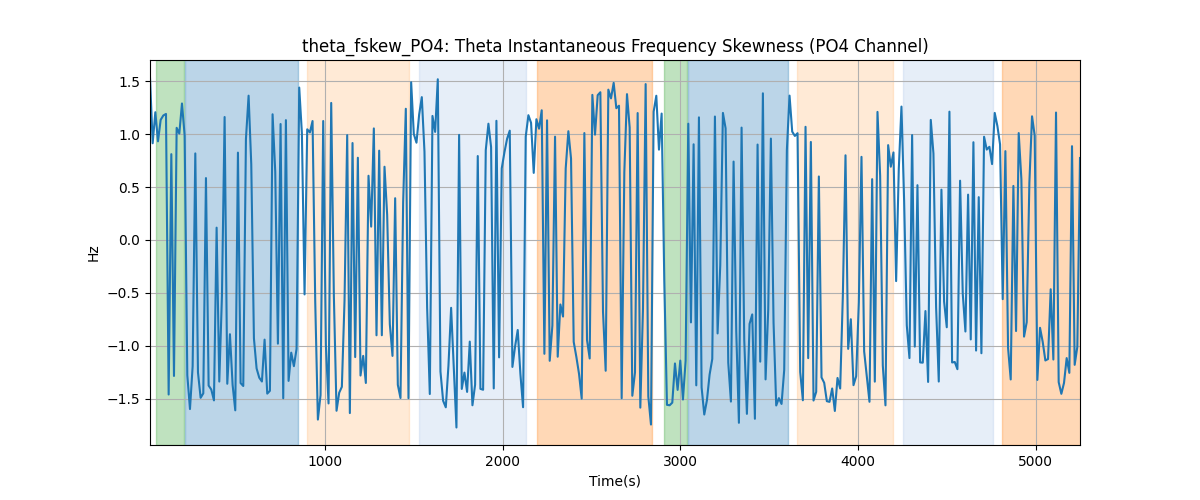 theta_fskew_PO4: Theta Instantaneous Frequency Skewness (PO4 Channel)
1.5
1.0
0.5
0.0
−0.5
−1.0
−1.5
Hz
1000 2000 3000 4000 5000
Time(s)